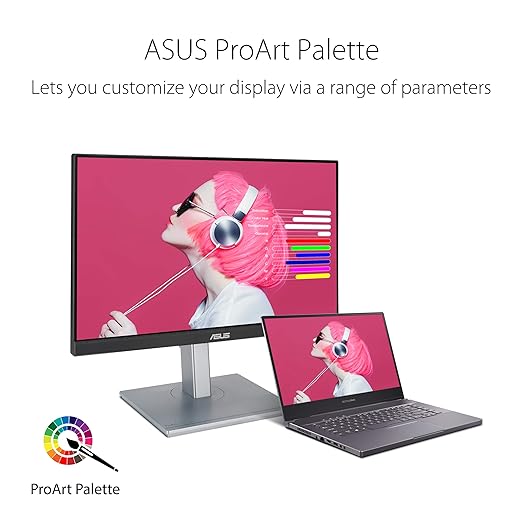 ASUS ProArt Palette
Lets you customize your display via a range of parameters
ASUS
ProArt Palette